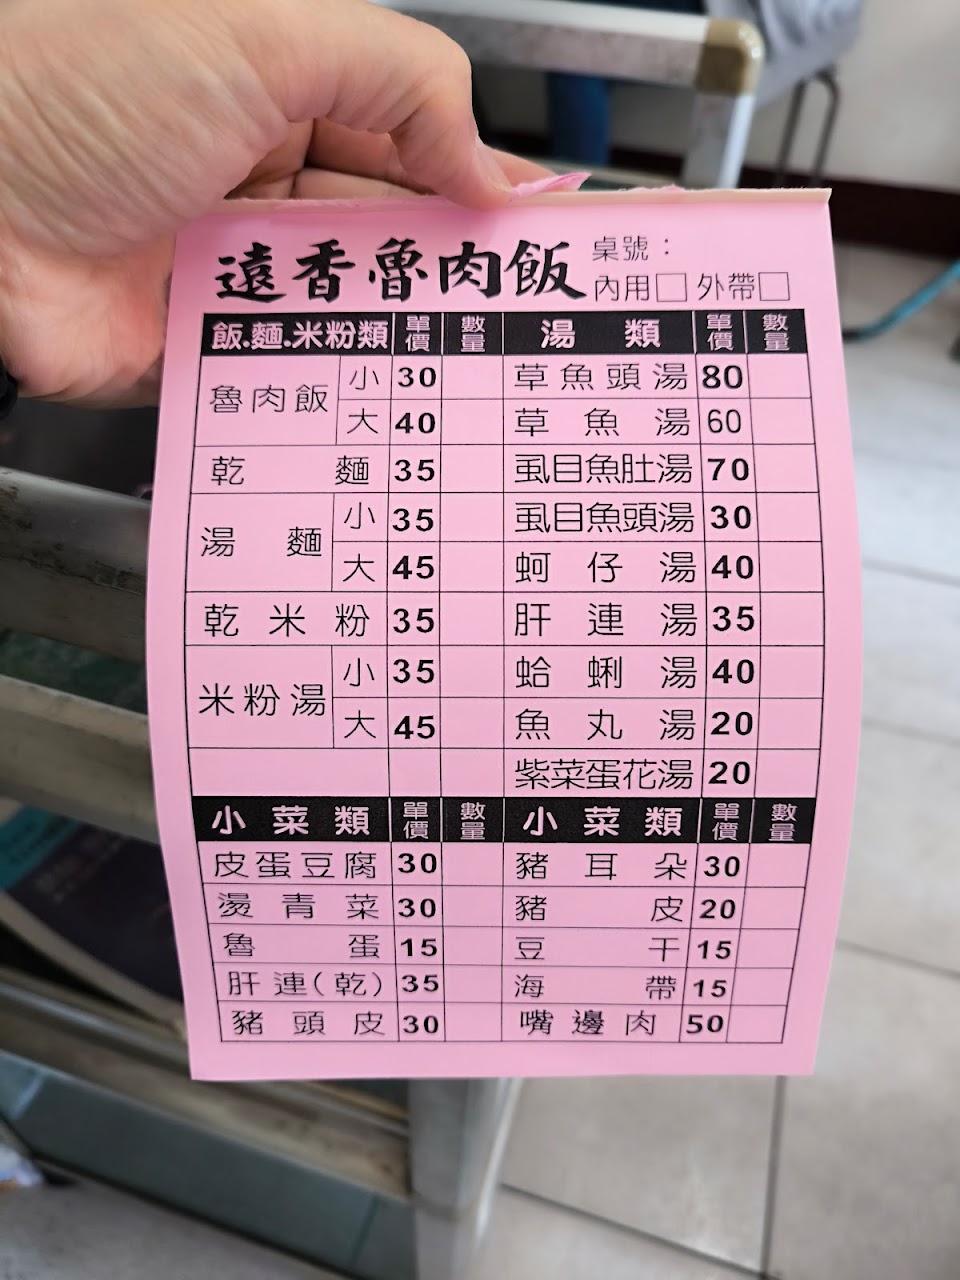 遠香魯肉飯 桌號：
內用□ 外帶□
飯.麵.米粉類 單價 數量 湯類 單價 數量
魯肉飯 小 30 草魚頭湯 80
大 40 草魚湯 60
乾麵 35 虱目魚肚湯 70
湯麵 小 35 虱目魚頭湯 30
大 45 蚵仔湯 40
乾米粉 35 肝連湯 35
米粉湯 小 35 蛤蜊湯 40
大 45 魚丸湯 20
紫菜蛋花湯 20
小菜類 單價 數量 小菜類 單價 數量
皮蛋豆腐 30 豬耳朵 30
燙青菜 30 豬皮 20
魯蛋 15 豆干 15
肝連(乾) 35 海帶 15
豬頭皮 30 嘴邊肉 50